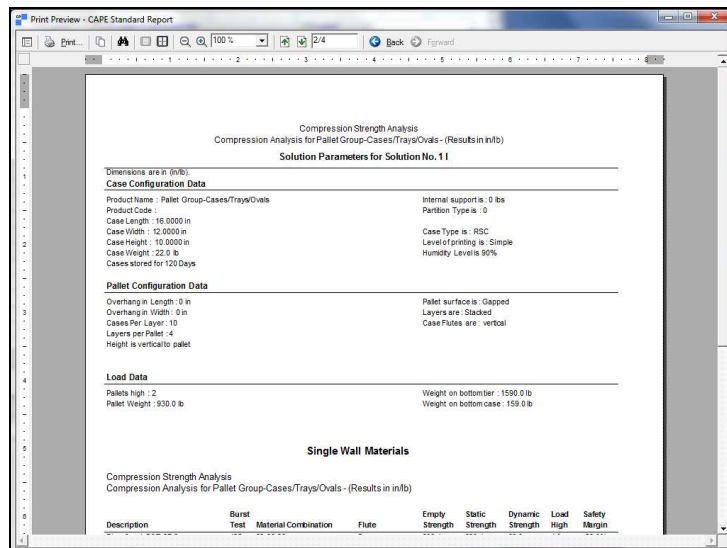 Print Preview - CAPE Standard Report
Print... 100 % 2/4 Back Forward
Compression Strength Analysis
Compression Analysis for Pallet Group-Cases/Trays/Ovals - (Results in in/lb)
Solution Parameters for Solution No. 1 I
Dimensions are in (in/lb).
Case Configuration Data
Product Name : Pallet Group-Cases/Trays/Ovals Internal support is : 0 lbs
Product Code : Partition Type is : 0
Case Length : 16.0000 in
Case Width : 12.0000 in Case Type is : RSC
Case Height : 10.0000 in Level of printing is : Simple
Case Weight : 22.0 lb Humidity Level is 90%
Cases stored for 120 Days
Pallet Configuration Data
Overhang in Length : 0 in Pallet surface is : Gapped
Overhang in Width : 0 in Layers are : Stacked
Cases Per Layer : 10 Case Flutes are : vertical
Layers per Pallet : 4
Height is vertical to pallet
Load Data
Pallets high : 2 Weight on bottom tier : 1590.0 lb
Pallet Weight : 930.0 lb Weight on bottom case : 159.0 lb
Single Wall Materials
Compression Strength Analysis
Compression Analysis for Pallet Group-Cases/Trays/Ovals - (Results in in/lb)
Burst Empty Static Dynamic Load Safety
Description Test Material Combination Flute Strength Strength Strength High Margin